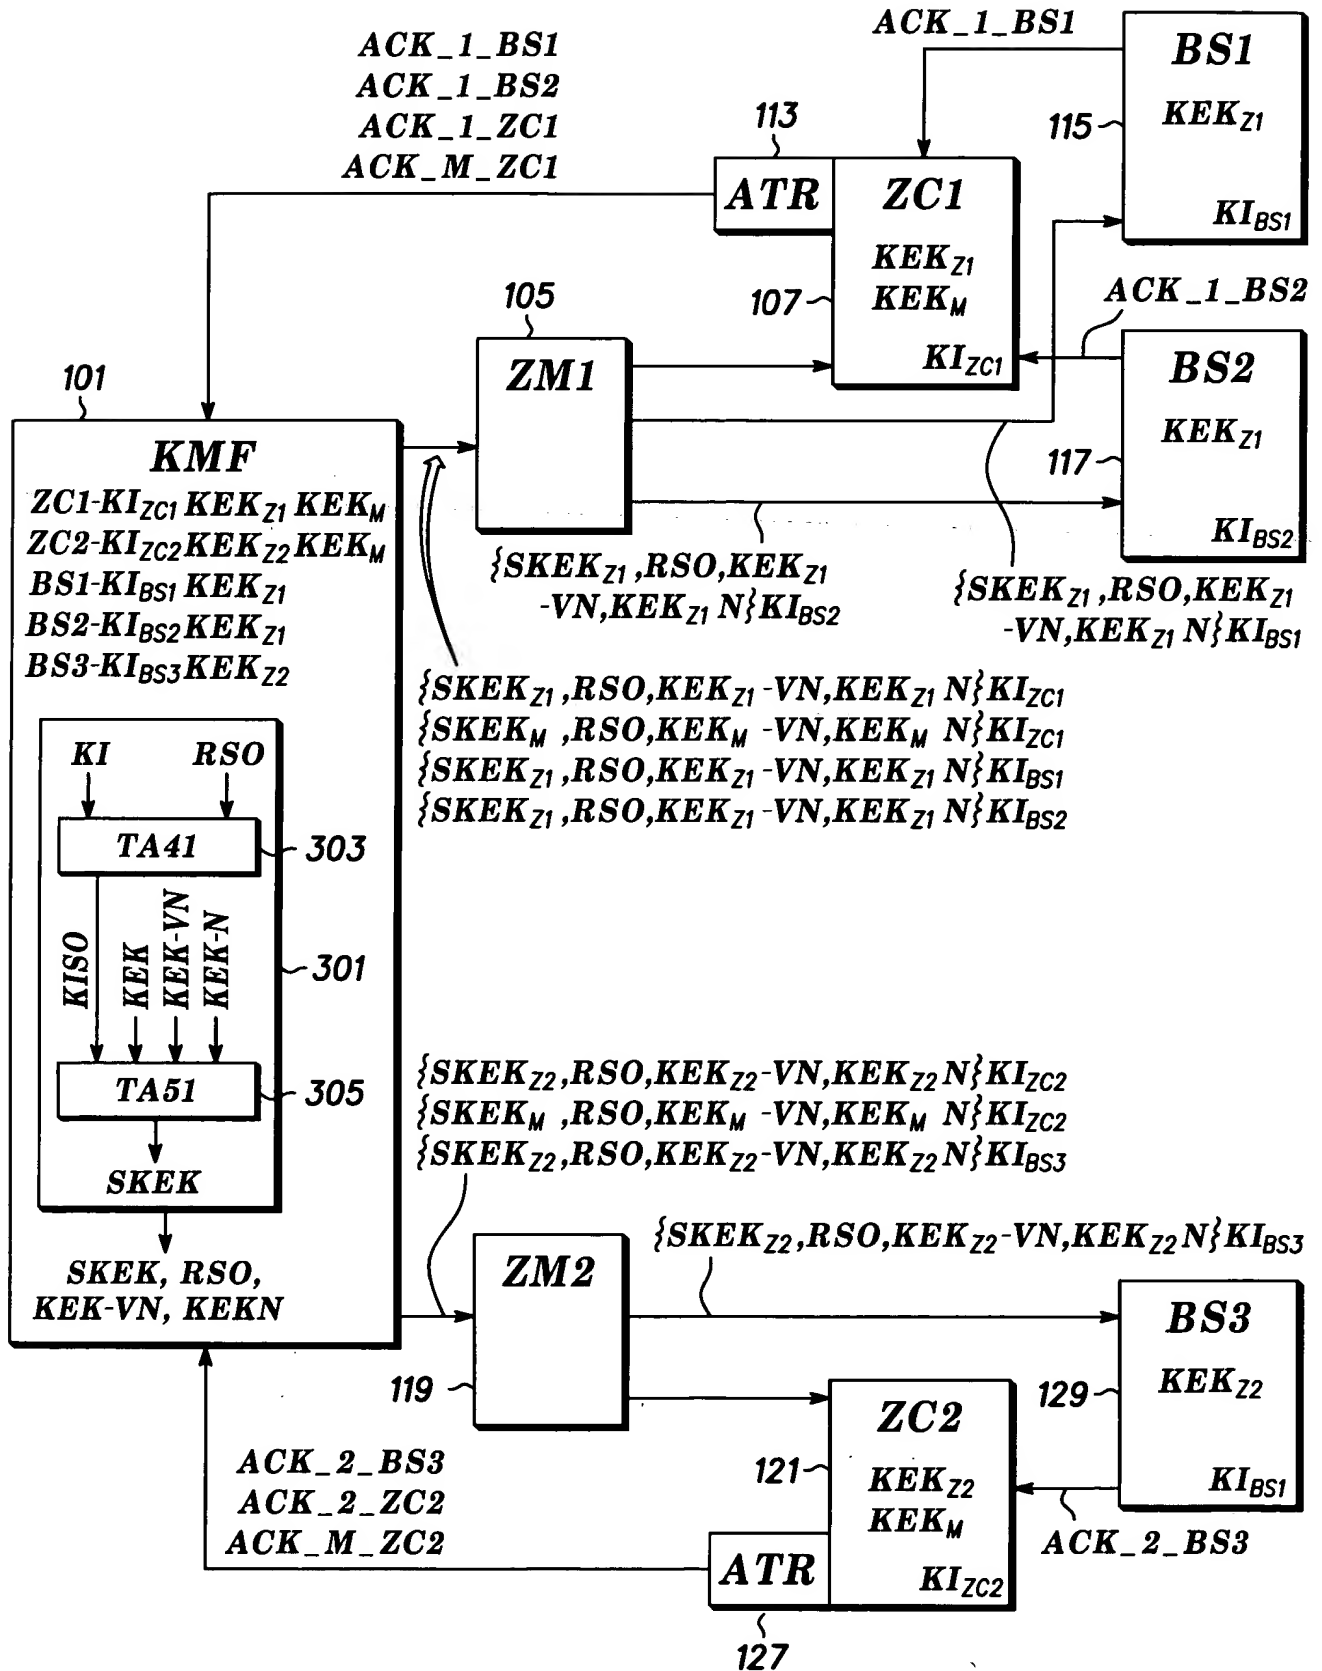 ACK_1_BS1
ACK_1_BS2
ACK_1_ZC1
ACK_M_ZC1
ACK_1_BS1
BS1
KEKZ1
KIBS1
115
113
ATR
ZC1
KEKZ1
KEKM
KIZC1
107
ACK_1_BS2
105
ZM1
BS2
KEKZ1
KIBS2
117
101
KMF
ZC1-KIZC1 KEKZ1 KEKM
ZC2-KIZC2 KEKZ2 KEKM
BS1-KIBS1 KEKZ1
BS2-KIBS2 KEKZ1
BS3-KIBS3 KEKZ2
{SKEKZ1,RSO,KEKZ1
-VN,KEKZ1 N}KIBS2
{SKEKZ1,RSO,KEKZ1
-VN,KEKZ1 N}KIBS1
{SKEKZ1,RSO,KEKZ1-VN,KEKZ1 N}KIZC1
{SKEKM ,RSO,KEKM -VN,KEKM N}KIZC1
{SKEKZ1,RSO,KEKZ1-VN,KEKZ1 N}KIBS1
{SKEKZ1,RSO,KEKZ1-VN,KEKZ1 N}KIBS2
KI RSO
TA41
303
KISO
KEK
KEK-VN
KEK-N
301
TA51
305
SKEK
SKEK, RSO,
KEK-VN, KEKN
{SKEKZ2,RSO,KEKZ2-VN,KEKZ2 N}KIZC2
{SKEKM ,RSO,KEKM -VN,KEKM N}KIZC2
{SKEKZ2,RSO,KEKZ2-VN,KEKZ2 N}KIBS3
{SKEKZ2,RSO,KEKZ2-VN,KEKZ2 N}KIBS3
ZM2
119
BS3
KEKZ2
KIBS1
129
ZC2
KEKZ2
KEKM
KIZC2
121
ACK_2_BS3
ACK_2_BS3
ACK_2_ZC2
ACK_M_ZC2
ATR
127